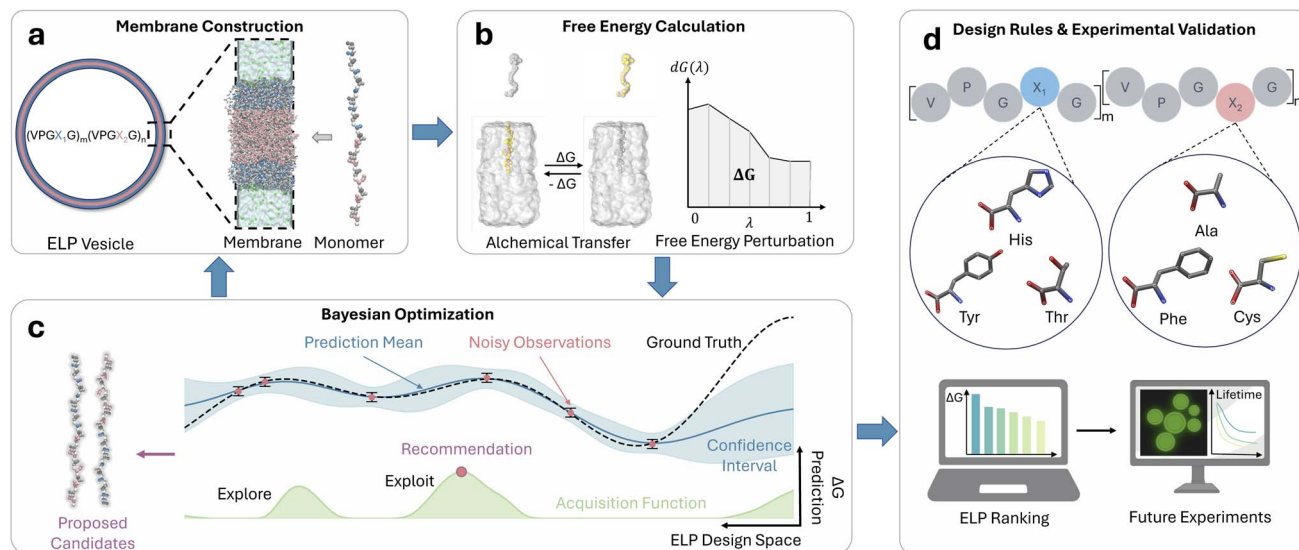 a
Membrane Construction
(VPGX₁G)ₘ(VPGX₂G)ₙ
ELP Vesicle
Membrane
Monomer
b
Free Energy Calculation
dG(λ)
ΔG
- ΔG
ΔG
0
λ
1
Alchemical Transfer
Free Energy Perturbation
c
Bayesian Optimization
Prediction Mean
Noisy Observations
Ground Truth
Recommendation
Confidence
Interval
Explore
Exploit
Acquisition Function
ΔG
Prediction
ELP Design Space
Proposed
Candidates
d
Design Rules & Experimental Validation
V
P
G
X₁
G
m
V
P
G
X₂
G
n
His
Tyr
Thr
Ala
Phe
Cys
ΔG
Lifetime
ELP Ranking
Future Experiments